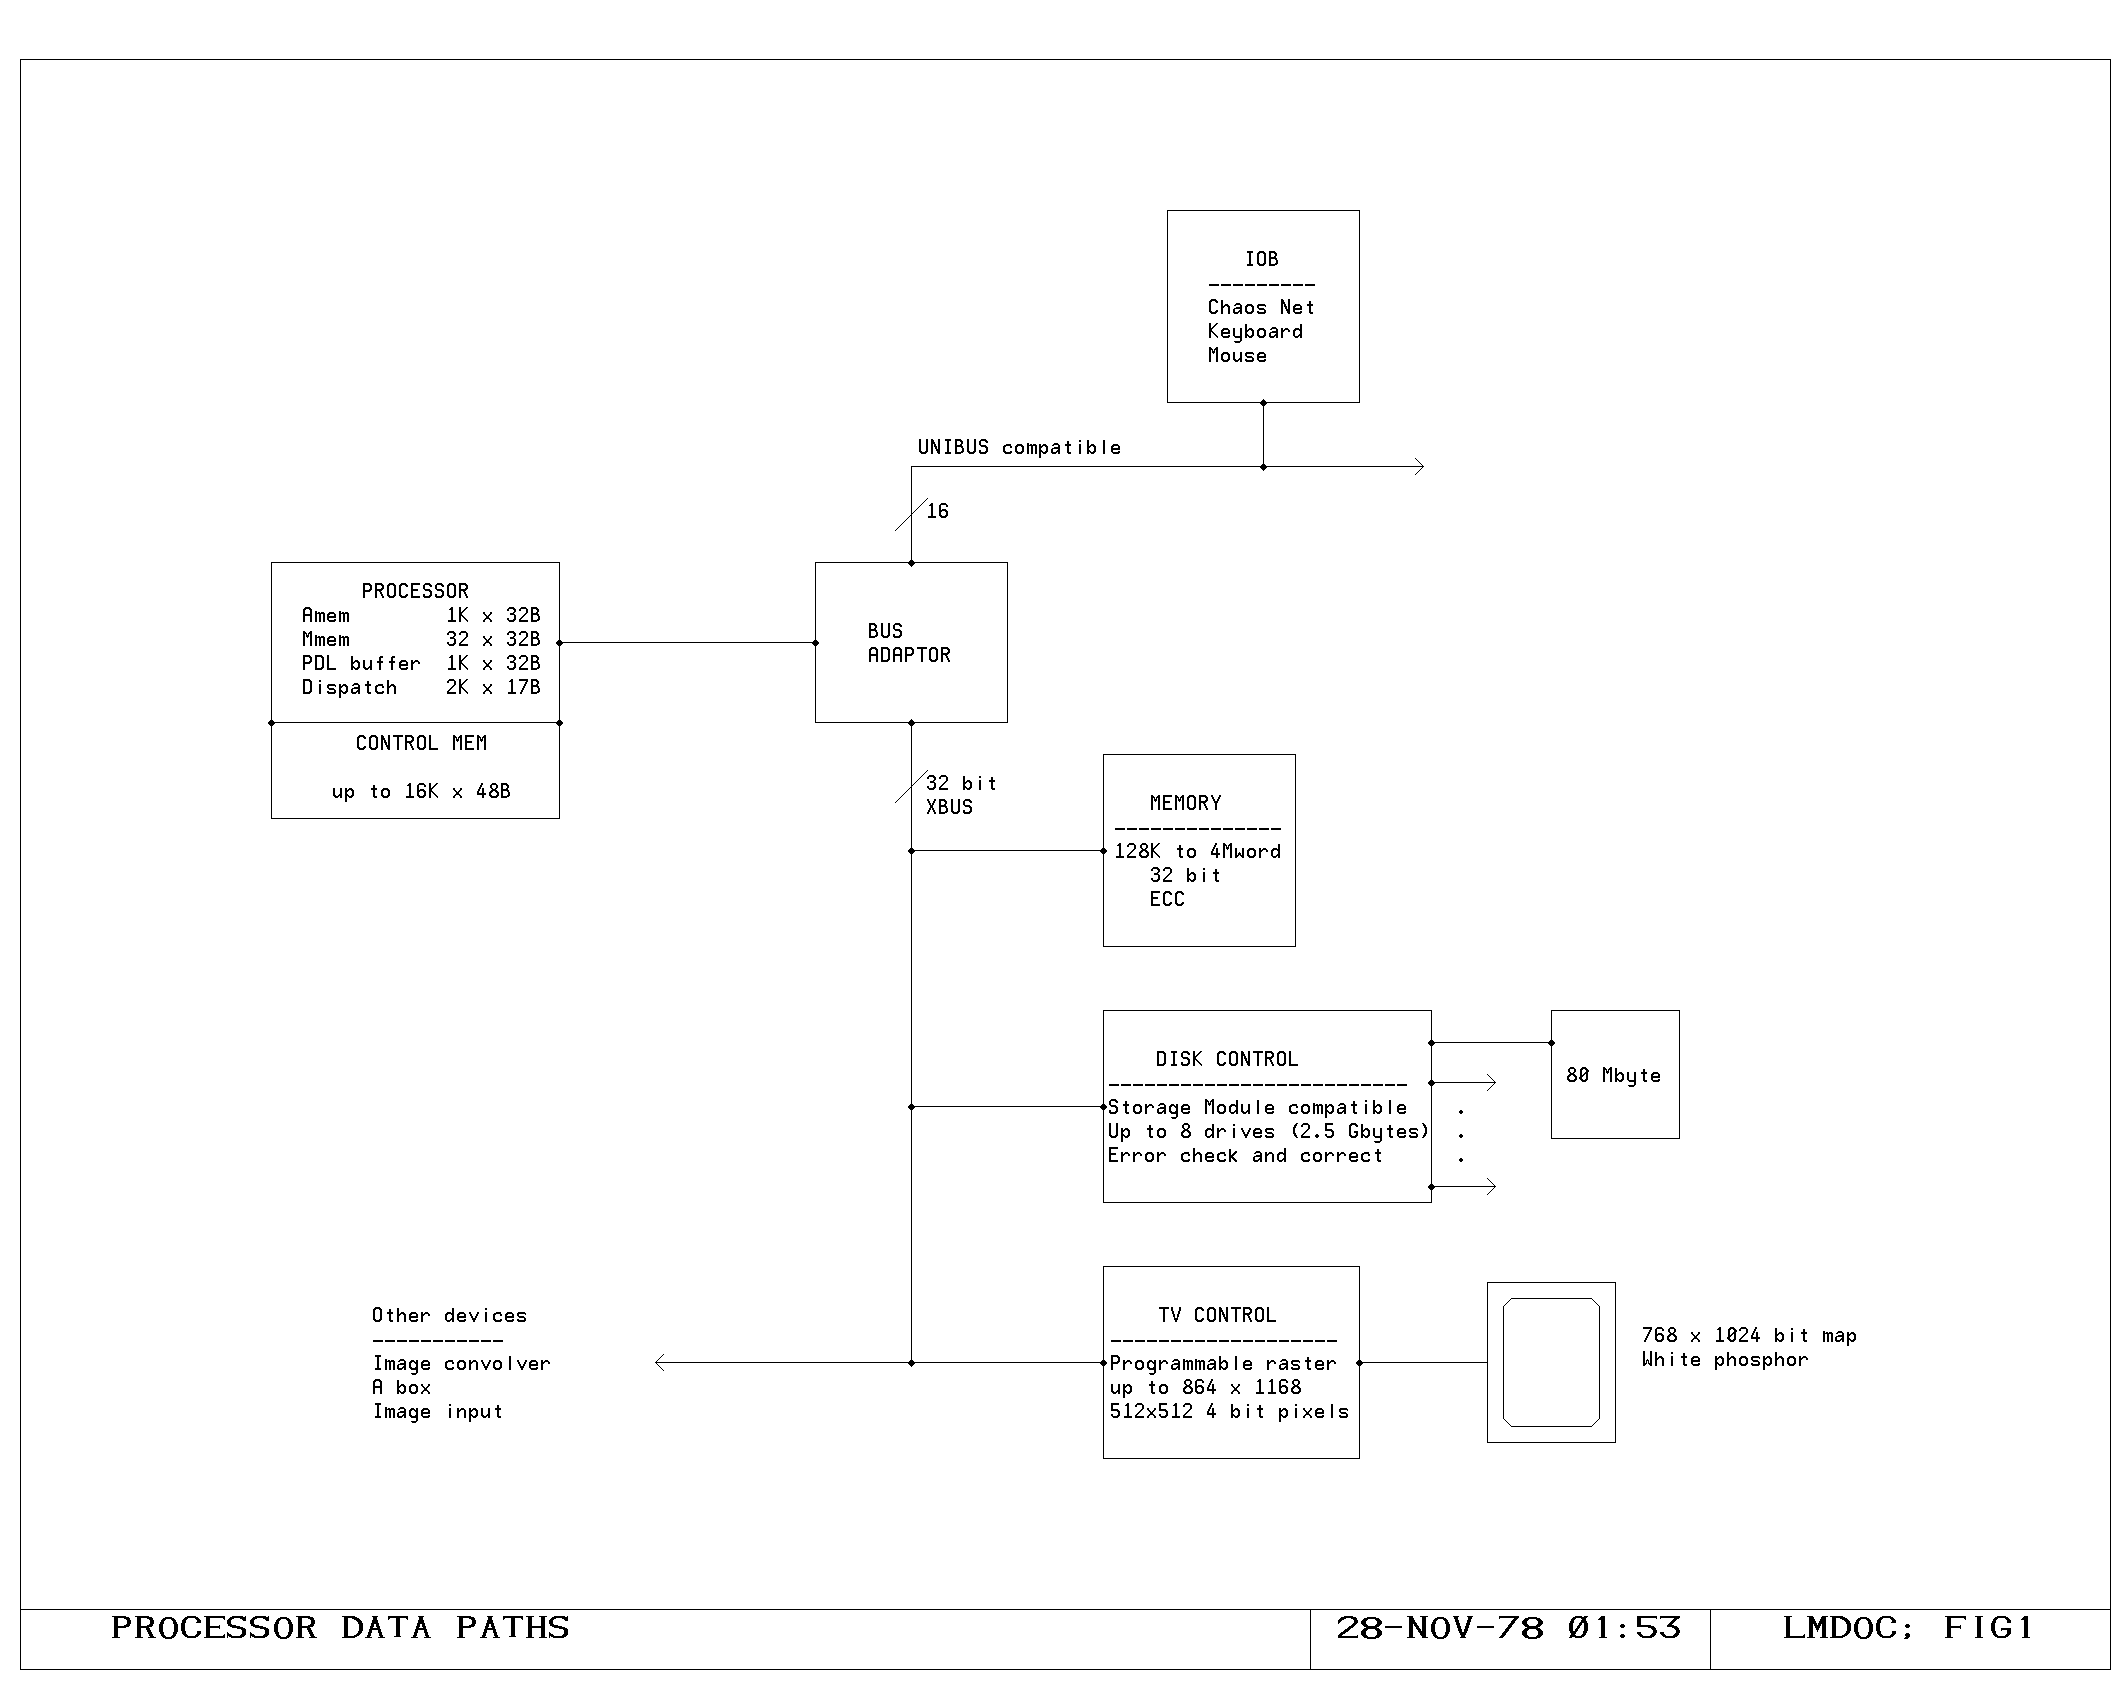 IOB
---------
Chaos Net
Keyboard
Mouse
UNIBUS compatible
16
PROCESSOR
Amem 1K x 32B
Mmem 32 x 32B
PDL buffer 1K x 32B
Dispatch 2K x 17B
CONTROL MEM
up to 16K x 48B
BUS
ADAPTOR
32 bit
XBUS
MEMORY
--------------
128K to 4Mword
32 bit
ECC
DISK CONTROL
-------------------------
Storage Module compatible
Up to 8 drives (2.5 Gbytes)
Error check and correct
.
.
.
80 Mbyte
Other devices
-----------
Image convolver
A box
Image input
TV CONTROL
-------------------
Programmable raster
up to 864 x 1168
512x512 4 bit pixels
768 x 1024 bit map
White phosphor
PROCESSOR DATA PATHS
28-NOV-78 Ø1:53
LMDOC; FIG1